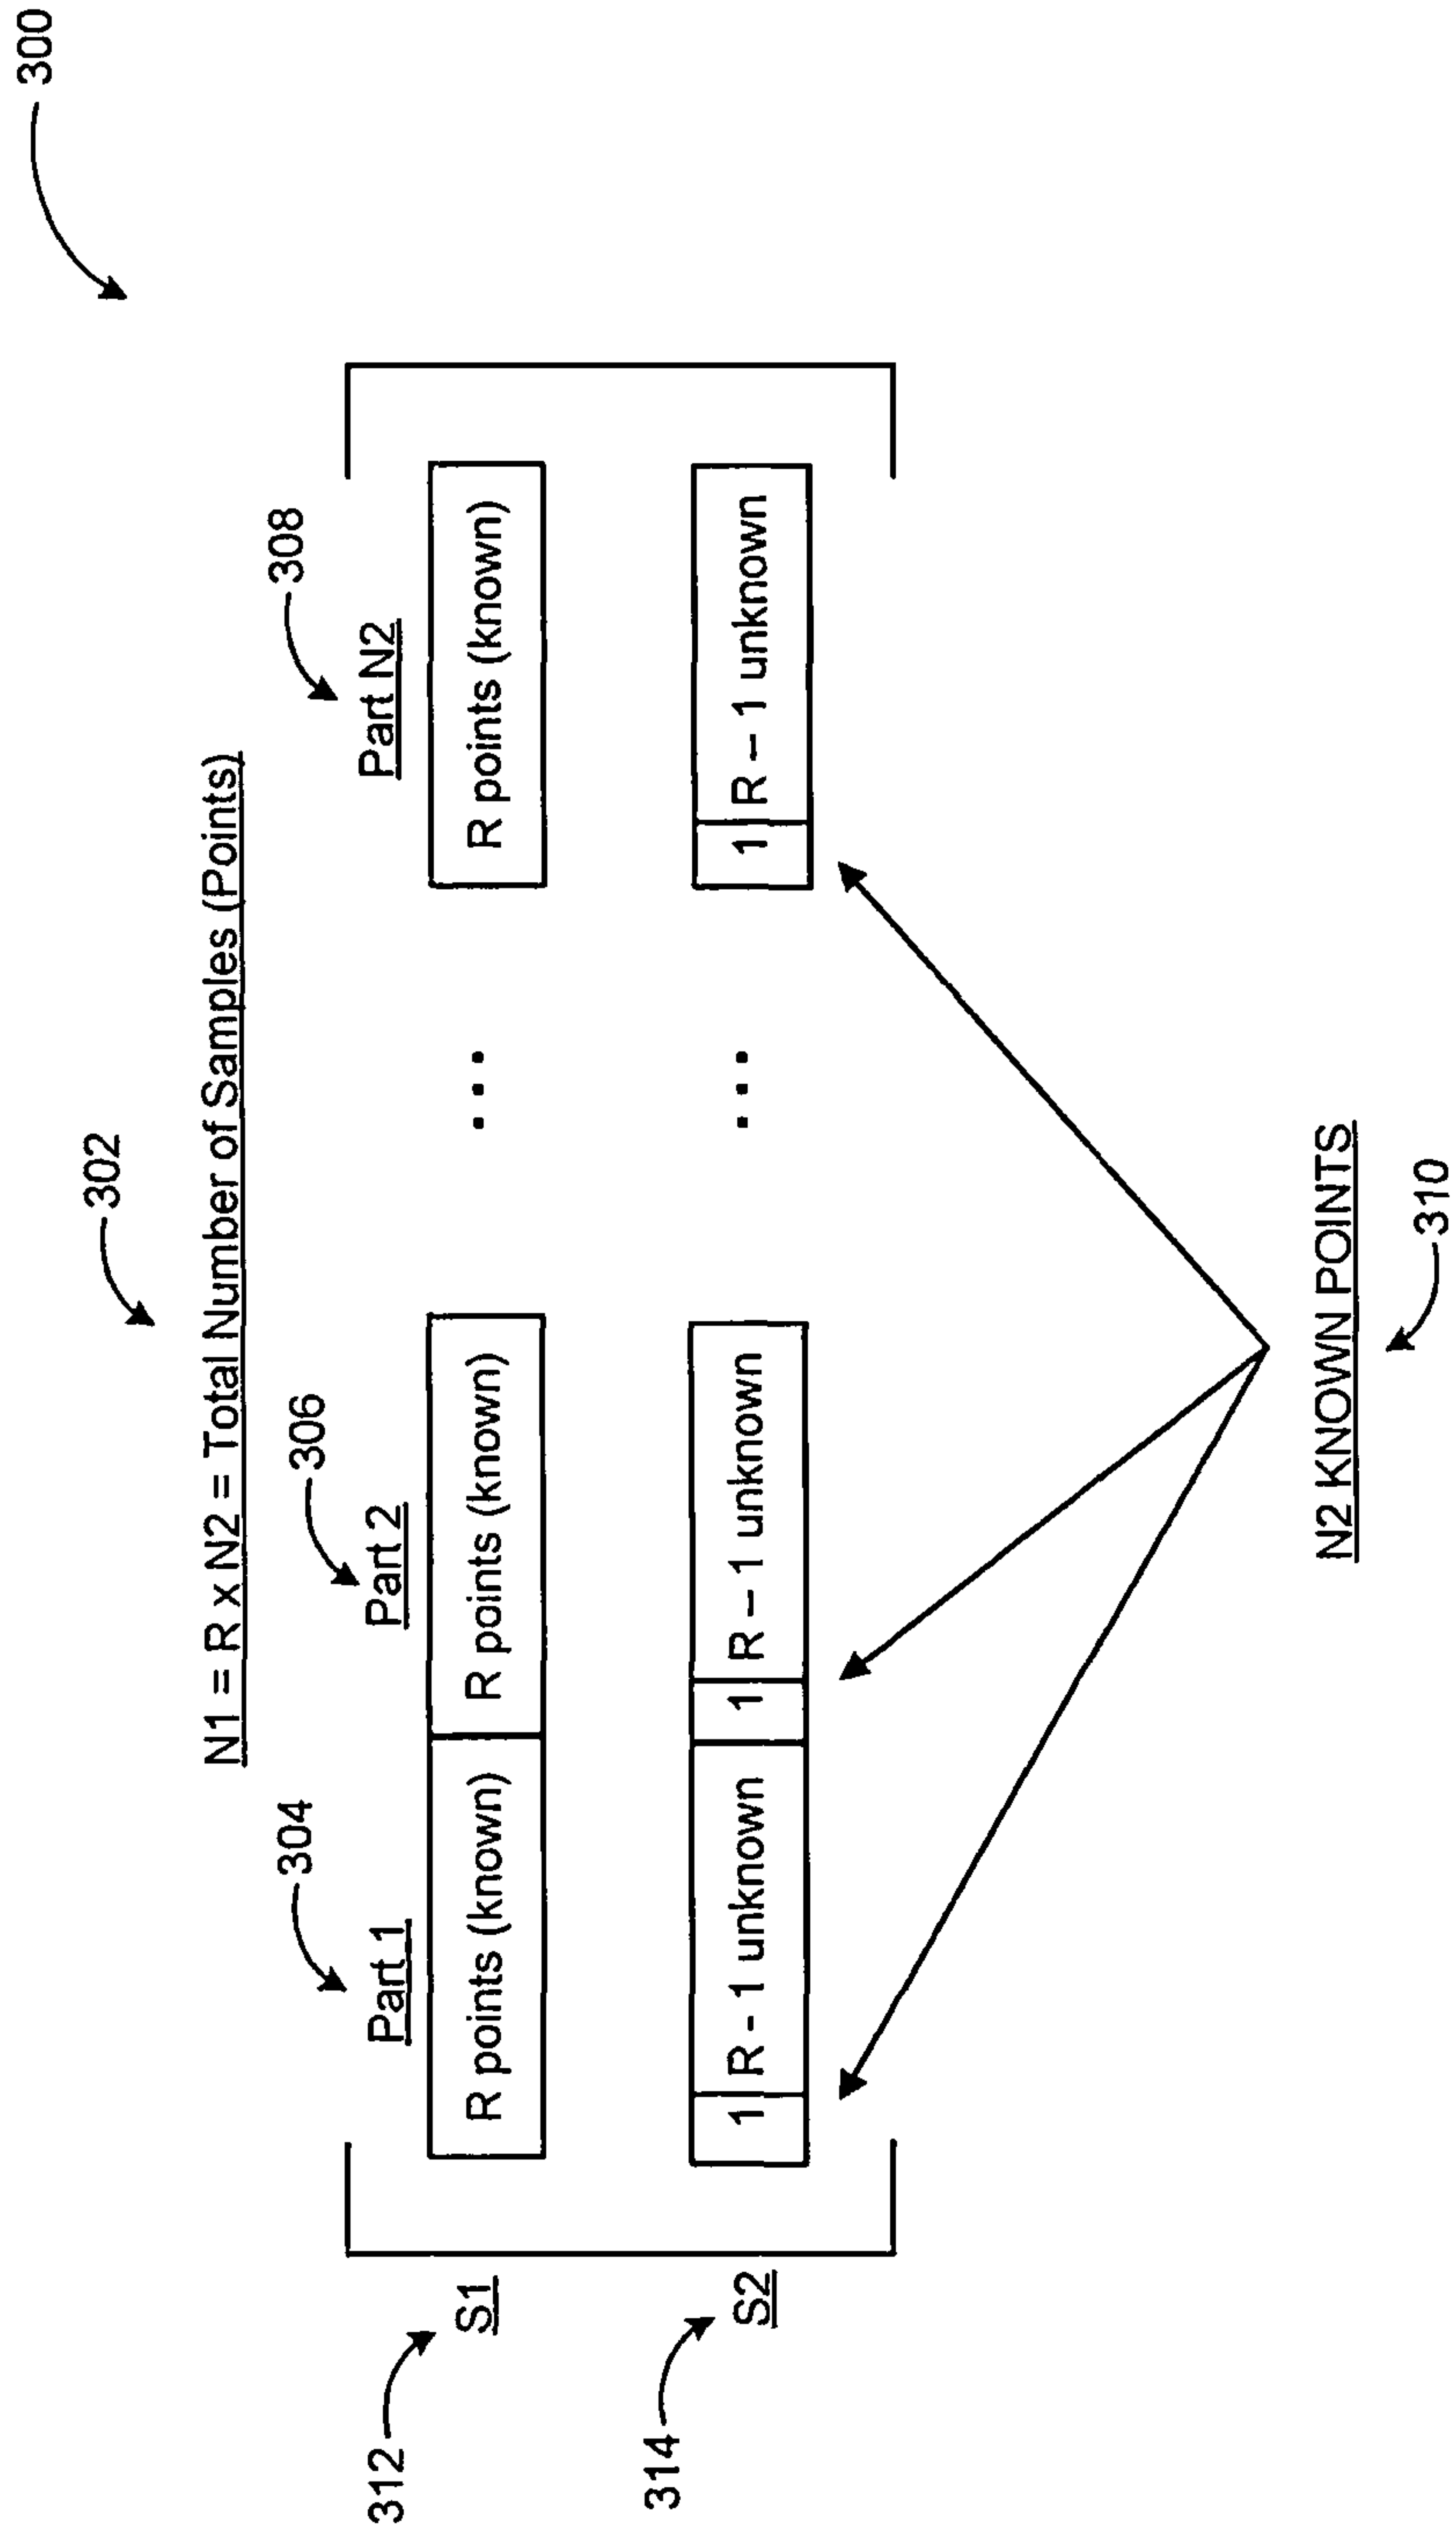 300
302
N1 = R x N2 = Total Number of Samples (Points)
304
306
308
Part 1
Part 2
Part N2
312
S1
R points (known)
R points (known)
...
R points (known)
314
S2
1
R - 1 unknown
1
R – 1 unknown
...
1
R – 1 unknown
N2 KNOWN POINTS
310